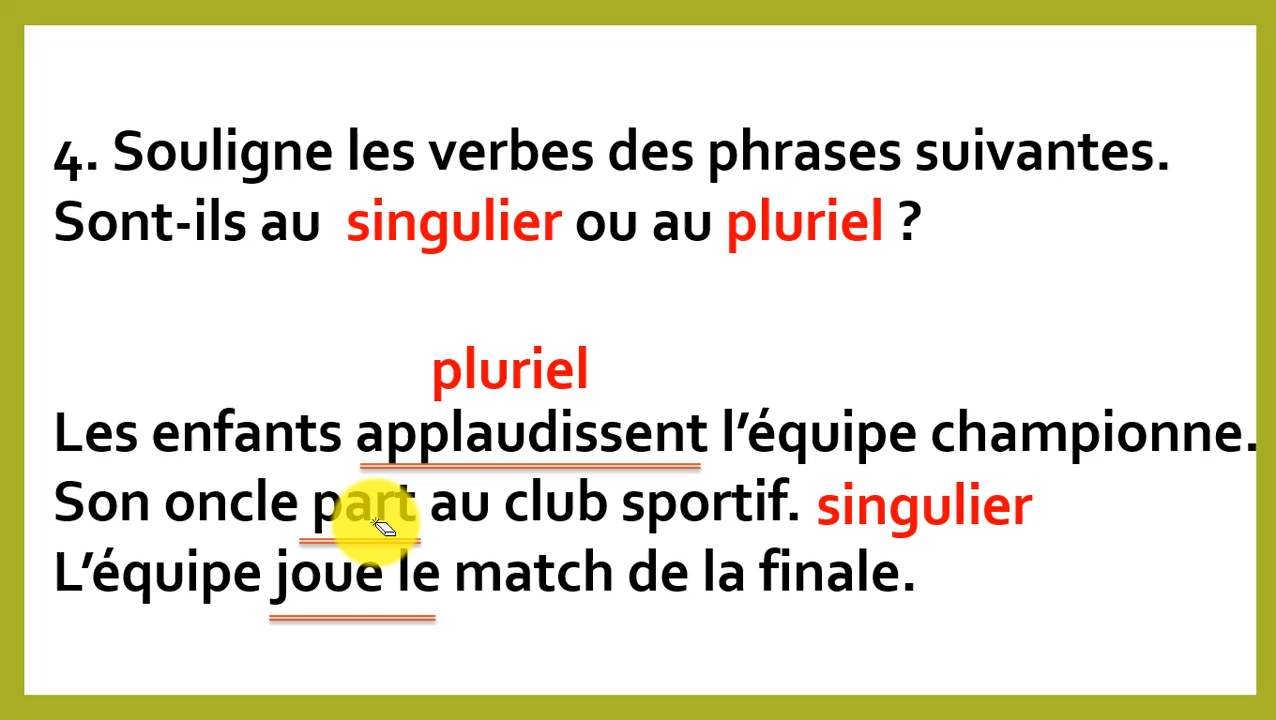 4. Souligne les verbes des phrases suivantes.
Sont-ils au singulier ou au pluriel ?
pluriel
Les enfants applaudissent l’équipe championne.
Son oncle part au club sportif. singulier
L’équipe joue le match de la finale.